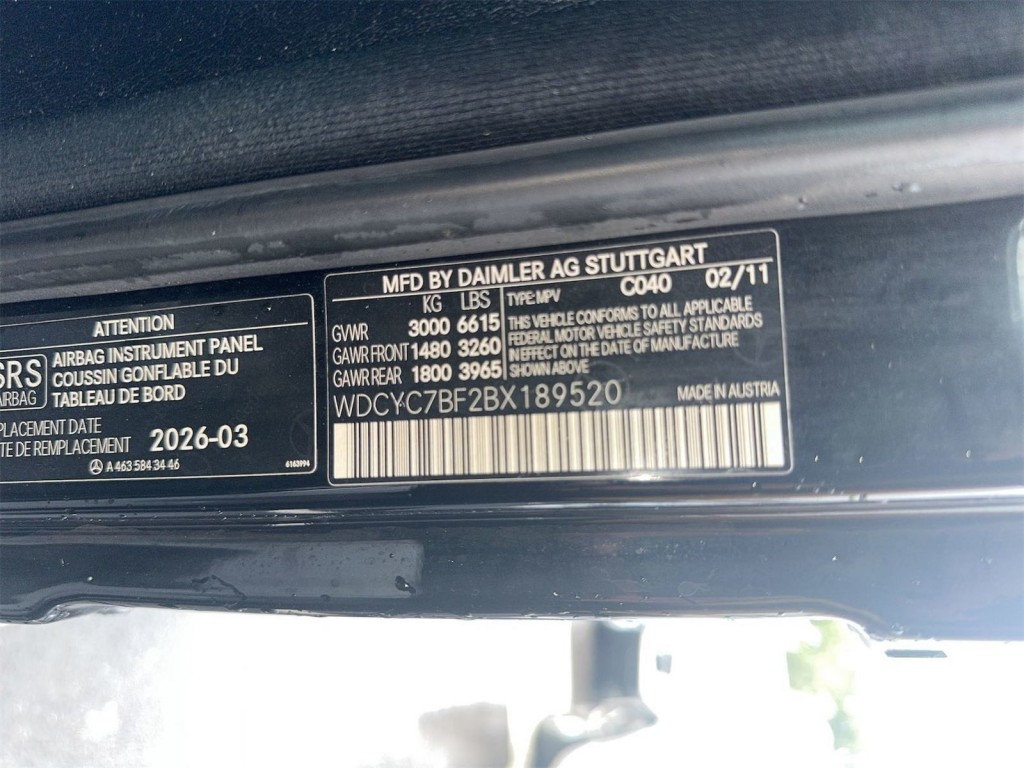 ATTENTION
SRS
AIRBAG
AIRBAG INSTRUMENT PANEL
COUSSIN GONFLABLE DU
TABLEAU DE BORD
PLACEMENT DATE
TE DE REMPLACEMENT 2026-03
A 463 584 34 46
6163994
MFD BY DAIMLER AG STUTTGART
KG LBS TYPE: MPV C040 02/11
GVWR 3000 6615
GAWR FRONT 1480 3260
GAWR REAR 1800 3965
THIS VEHICLE CONFORMS TO ALL APPLICABLE
FEDERAL MOTOR VEHICLE SAFETY STANDARDS
IN EFFECT ON THE DATE OF MANUFACTURE
SHOWN ABOVE
WDCYC7BF2BX189520 MADE IN AUSTRIA